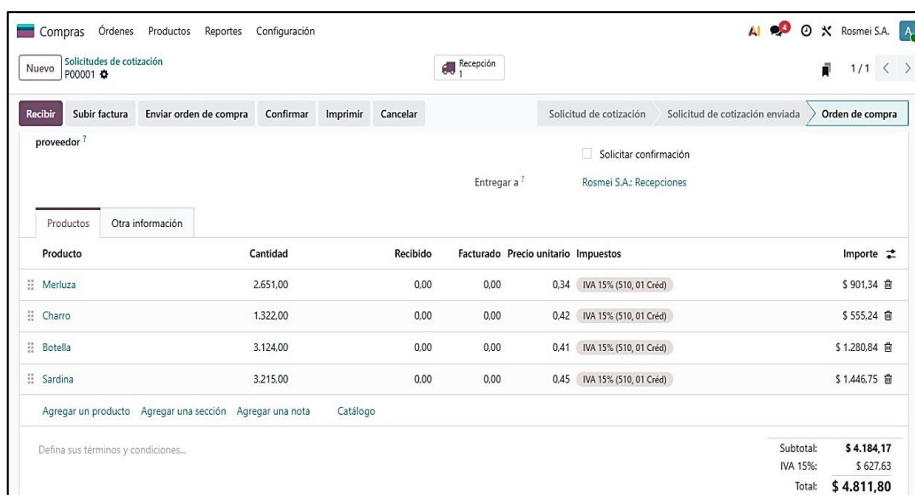 Compras Órdenes Productos Reportes Configuración AI 4 Rosmei S.A. A
Nuevo Solicitudes de cotización Recepción
P00001 1 1/1
Recibir Subir factura Enviar orden de compra Confirmar Imprimir Cancelar Solicitud de cotización Solicitud de cotización enviada Orden de compra
proveedor ?
Solicitar confirmación
Entregar a ? Rosmei S.A.: Recepciones
Productos Otra información
Producto Cantidad Recibido Facturado Precio unitario Impuestos Importe
Merluza 2.651,00 0,00 0,00 0,34 IVA 15% (510, 01 Créd) $ 901,34
Charro 1.322,00 0,00 0,00 0,42 IVA 15% (510, 01 Créd) $ 555,24
Botella 3.124,00 0,00 0,00 0,41 IVA 15% (510, 01 Créd) $ 1.280,84
Sardina 3.215,00 0,00 0,00 0,45 IVA 15% (510, 01 Créd) $ 1.446,75
Agregar un producto Agregar una sección Agregar una nota Catálogo
Defina sus términos y condiciones... Subtotal: $ 4.184,17
IVA 15%: $ 627,63
Total: $ 4.811,80